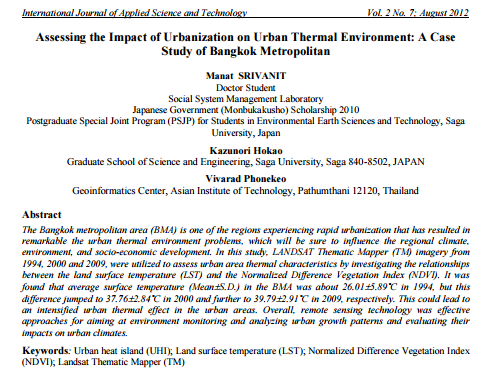 International Journal of Applied Science and Technology Vol. 2 No. 7; August 2012
Assessing the Impact of Urbanization on Urban Thermal Environment: A Case
Study of Bangkok Metropolitan
Manat SRIVANIT
Doctor Student
Social System Management Laboratory
Japanese Government (Monbukakusho) Scholarship 2010
Postgraduate Special Joint Program (PSJP) for Students in Environmental Earth Sciences and Technology, Saga
University, Japan
Kazunori Hokao
Graduate School of Science and Engineering, Saga University, Saga 840-8502, JAPAN
Vivarad Phonekeo
Geoinformatics Center, Asian Institute of Technology, Pathumthani 12120, Thailand
Abstract
The Bangkok metropolitan area (BMA) is one of the regions experiencing rapid urbanization that has resulted in
remarkable the urban thermal environment problems, which will be sure to influence the regional climate,
environment, and socio-economic development. In this study, LANDSAT Thematic Mapper (TM) imagery from
1994, 2000 and 2009, were utilized to assess urban area thermal characteristics by investigating the relationships
between the land surface temperature (LST) and the Normalized Difference Vegetation Index (NDVI). It was
found that average surface temperature (Mean±S.D.) in the BMA was about 26.01±5.89℃ in 1994, but this
difference jumped to 37.76±2.84℃ in 2000 and further to 39.79±2.91℃ in 2009, respectively. This could lead to
an intensified urban thermal effect in the urban areas. Overall, remote sensing technology was effective
approaches for aiming at environment monitoring and analyzing urban growth patterns and evaluating their
impacts on urban climates.
Keywords: Urban heat island (UHI); Land surface temperature (LST); Normalized Difference Vegetation Index
(NDVI); Landsat Thematic Mapper (TM)